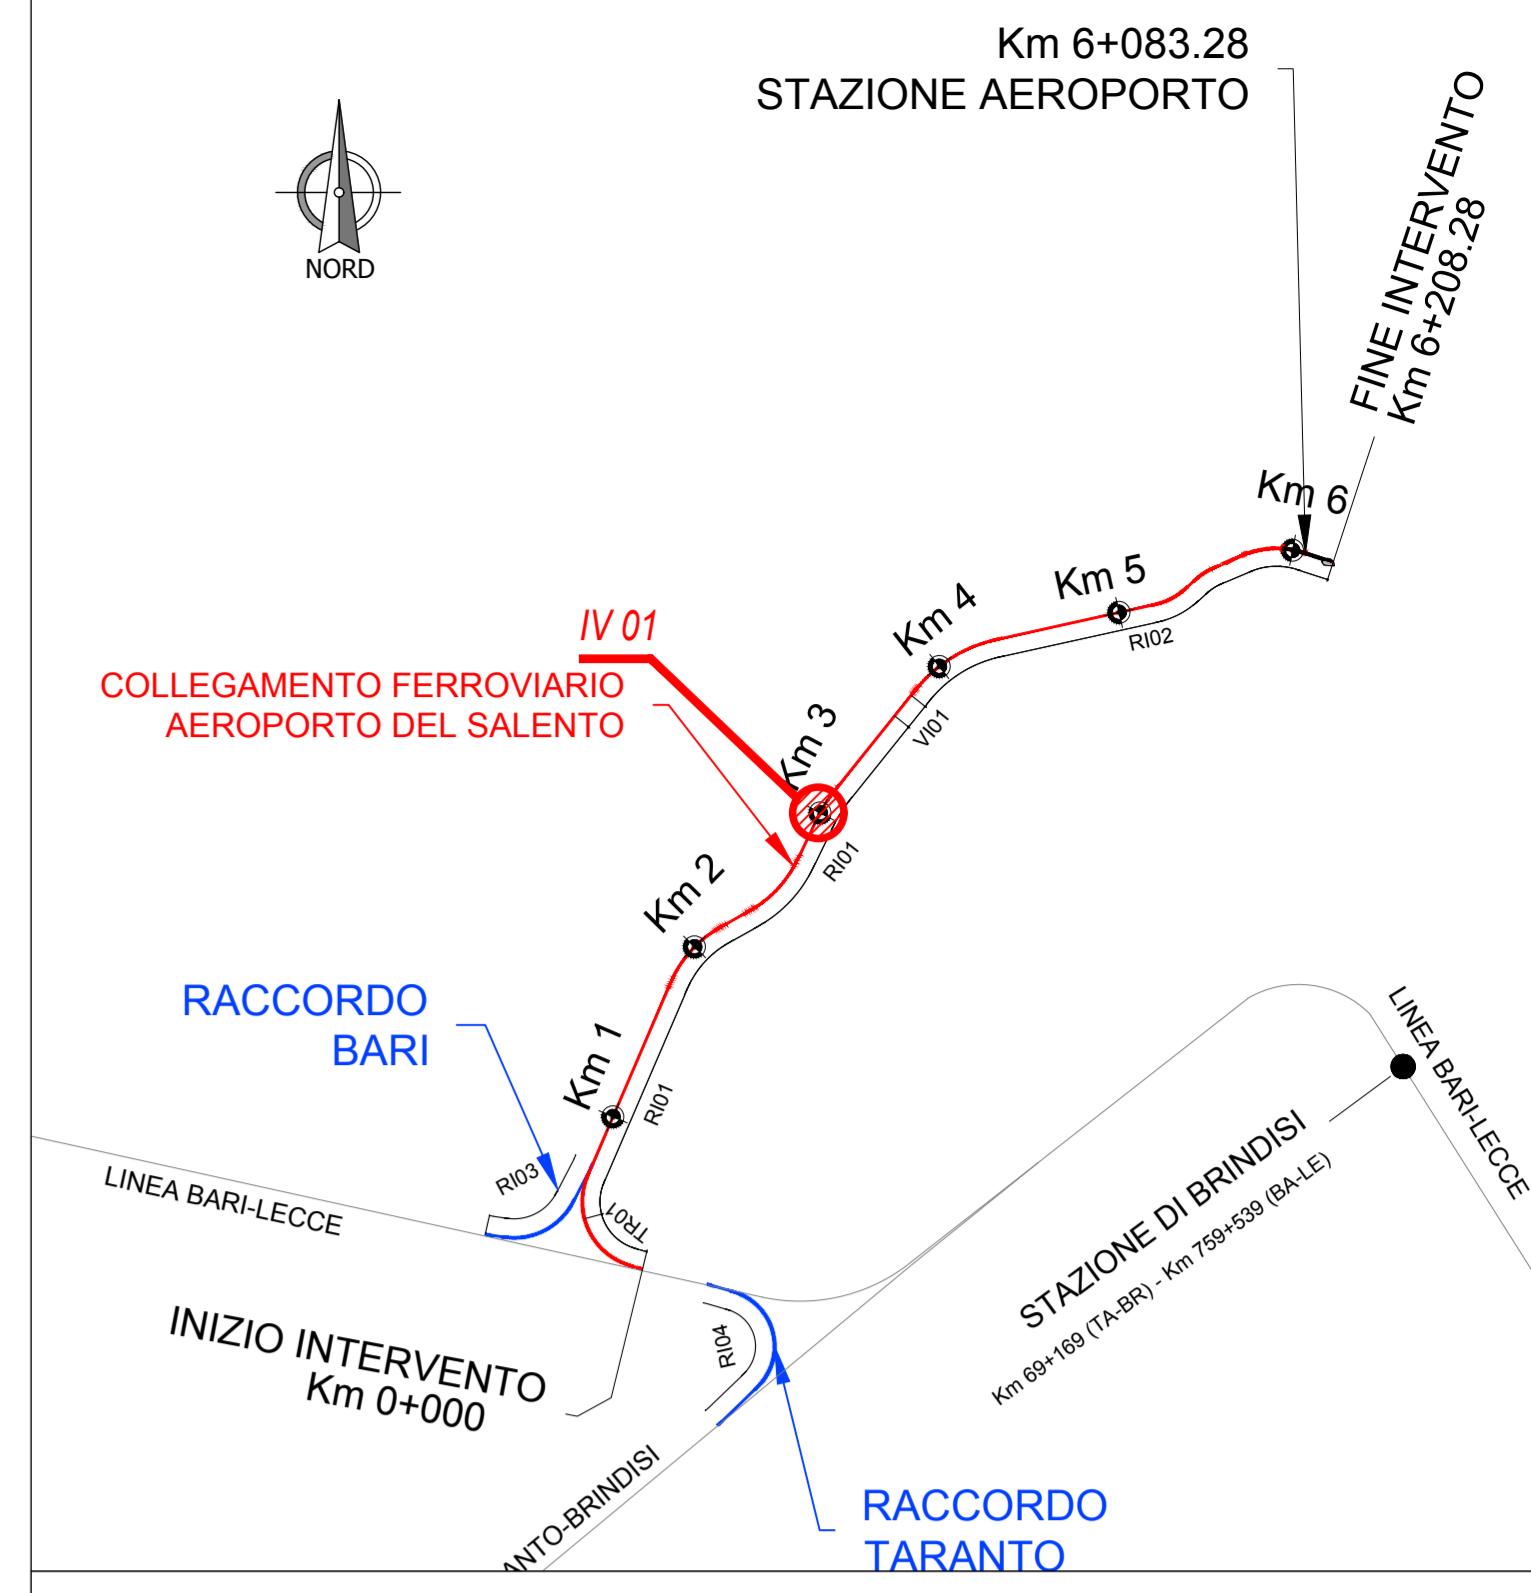 Km 6+083.28
STAZIONE AEROPORTO
FINE INTERVENTO
Km 6+208.28
NORD
Km 6
Km 5
Km 4
RI02
IV 01
COLLEGAMENTO FERROVIARIO
AEROPORTO DEL SALENTO
Km 3
VI01
RI01
Km 2
RACCORDO
BARI
Km 1
RI01
LINEA BARI-LECCE
RI03
LINEA BARI-LECCE
TR01
STAZIONE DI BRINDISI
Km 69+169 (TA-BR) - Km 759+539 (BA-LE)
INIZIO INTERVENTO
Km 0+000
RI04
ANTO-BRINDISI
RACCORDO
TARANTO